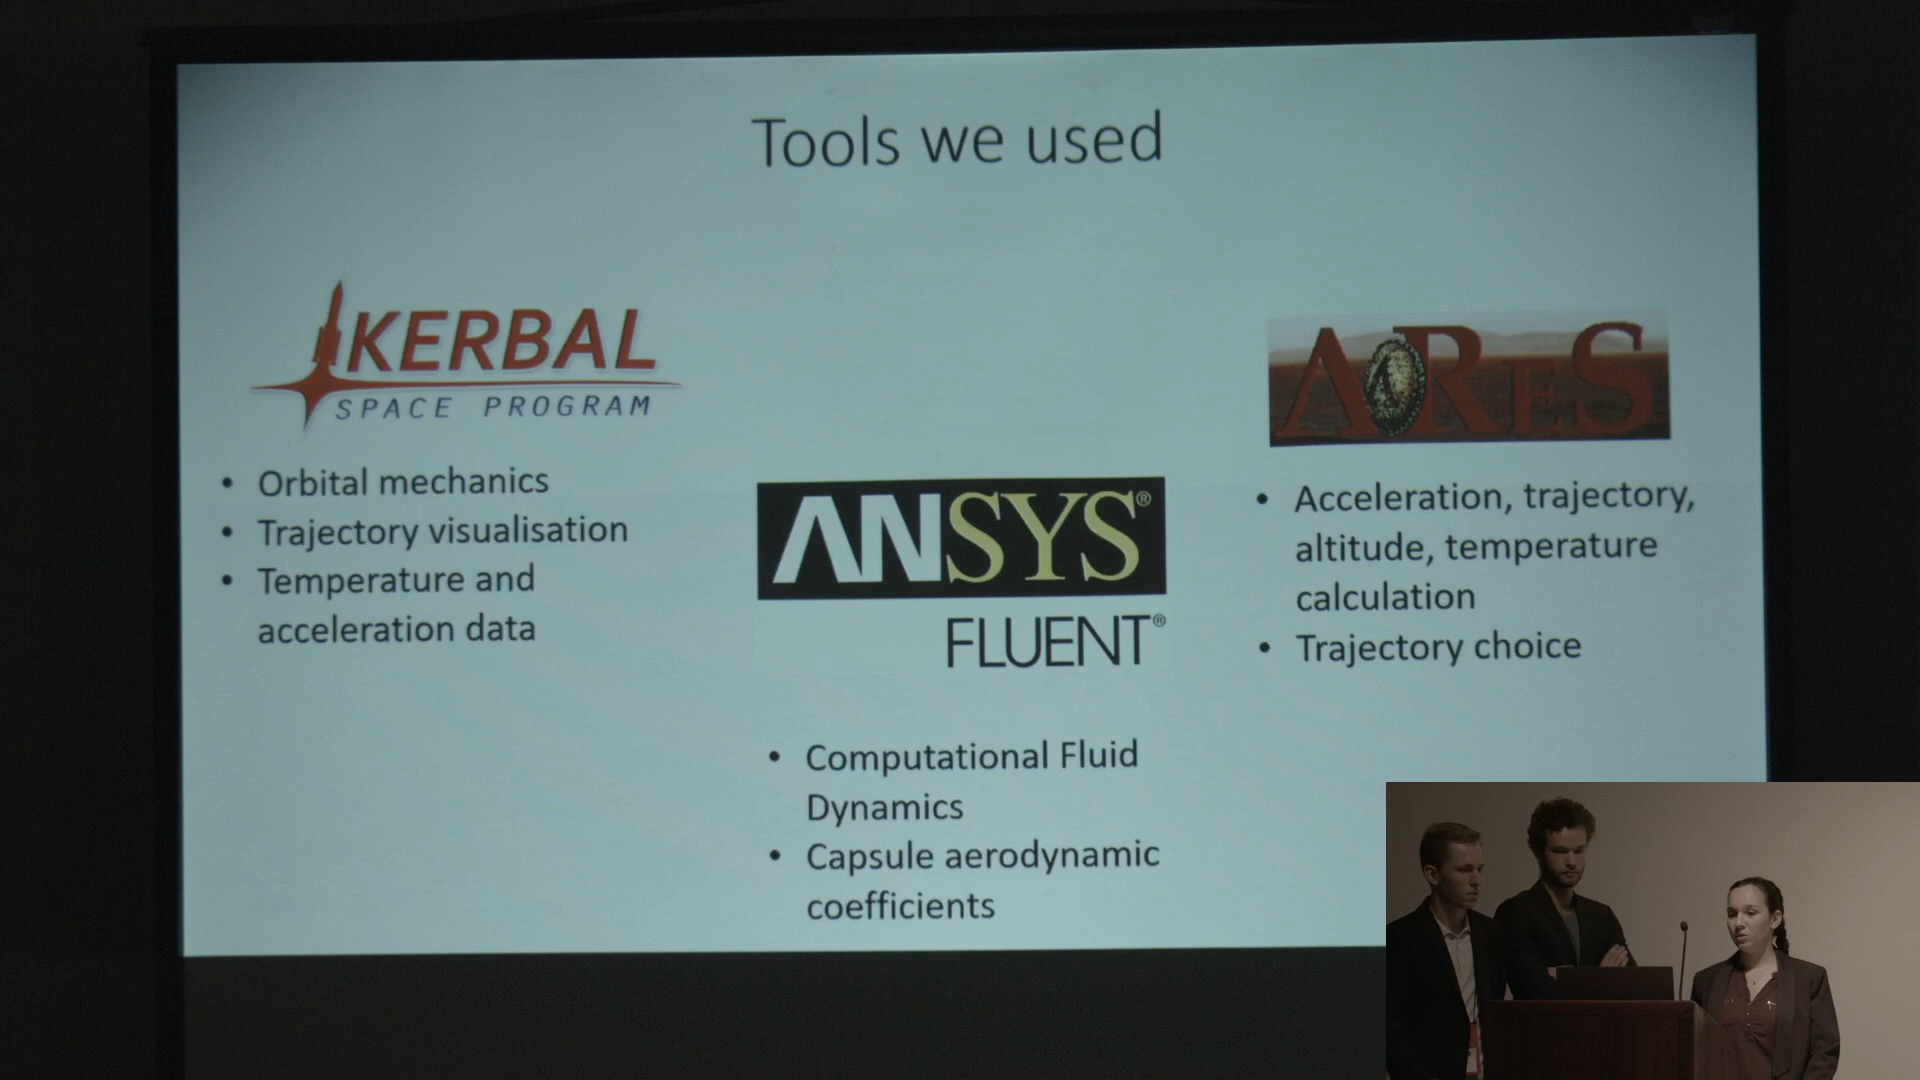 Tools we used
KERBAL
SPACE PROGRAM
• Orbital mechanics
• Trajectory visualisation
• Temperature and
acceleration data
ANSYS®
FLUENT®
• Computational Fluid
Dynamics
• Capsule aerodynamic
coefficients
ARES
• Acceleration, trajectory,
altitude, temperature
calculation
• Trajectory choice